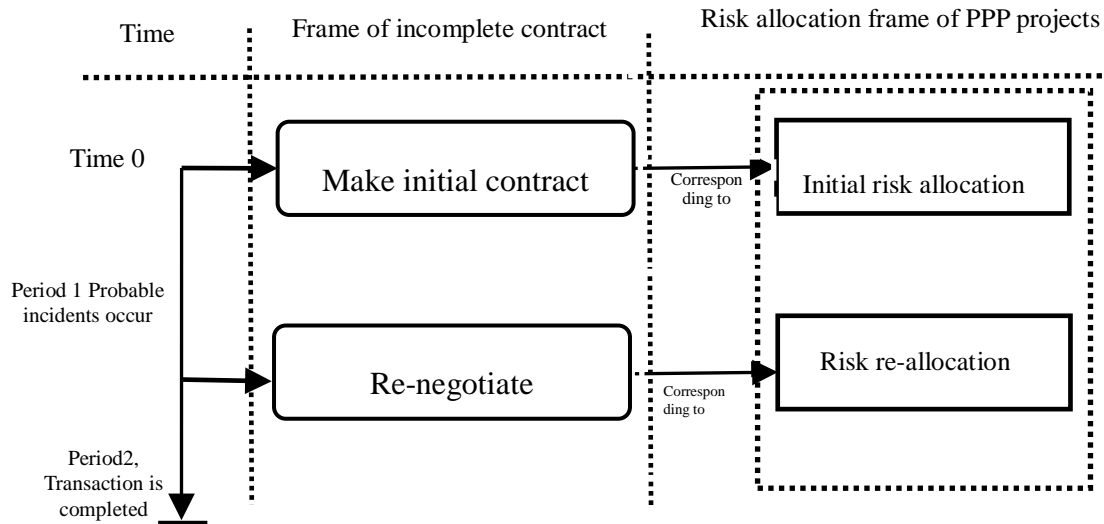 Time
Frame of incomplete contract
Risk allocation frame of PPP projects
Time 0
Make initial contract
Correspon
ding to
Initial risk allocation
Period 1 Probable
incidents occur
Re-negotiate
Correspon
ding to
Risk re-allocation
Period2,
Transaction is
completed